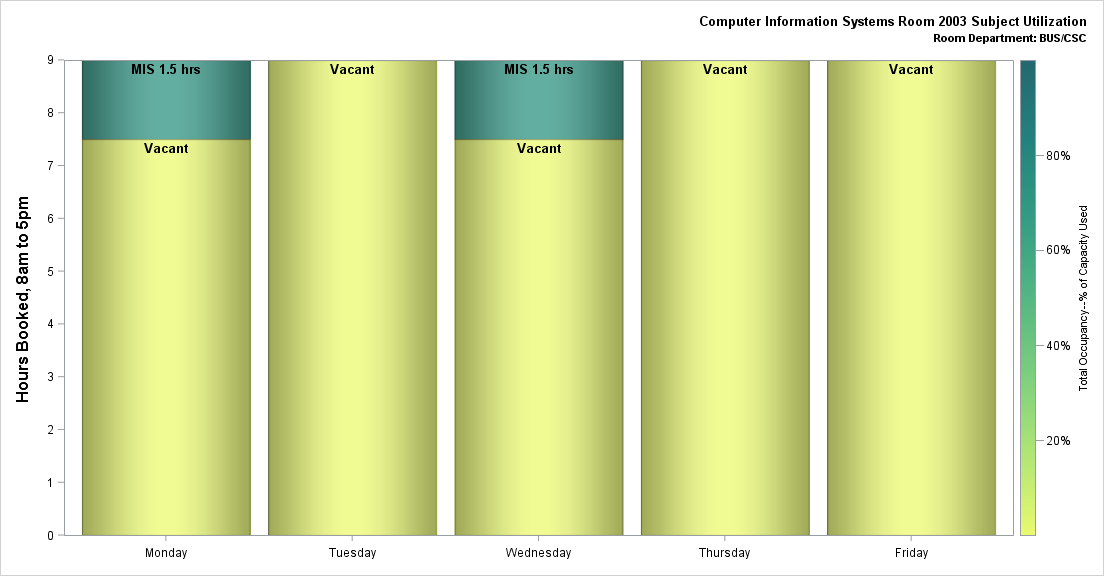 Computer Information Systems Room 2003 Subject Utilization
Room Department: BUS/CSC
Hours Booked, 8am to 5pm
9
8
7
6
5
4
3
2
1
0
MIS 1.5 hrs
Vacant
Vacant
MIS 1.5 hrs
Vacant
Vacant
Vacant
Monday
Tuesday
Wednesday
Thursday
Friday
80%
60%
40%
20%
Total Occupancy--% of Capacity Used